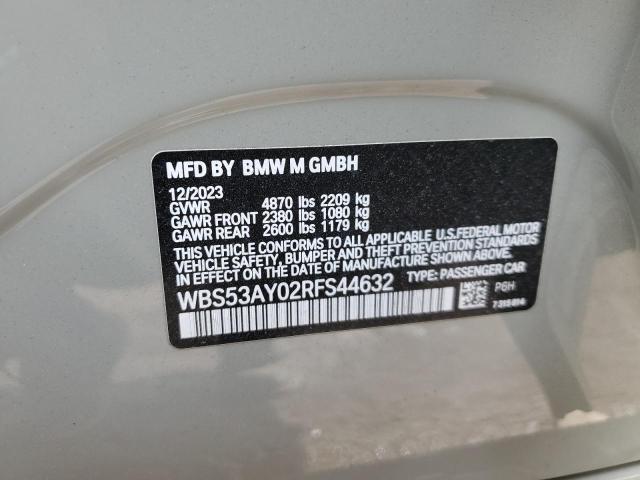 MFD BY BMW M GMBH
12/2023
GVWR 4870 lbs 2209 kg
GAWR FRONT 2380 lbs 1080 kg
GAWR REAR 2600 lbs 1179 kg
THIS VEHICLE CONFORMS TO ALL APPLICABLE U.S.FEDERAL MOTOR
VEHICLE SAFETY, BUMPER AND THEFT PREVENTION STANDARDS
IN EFFECT ON THE DATE OF MANUFACTURE SHOWN ABOVE.
WBS53AY02RFS44632 TYPE: PASSENGER CAR
P6H